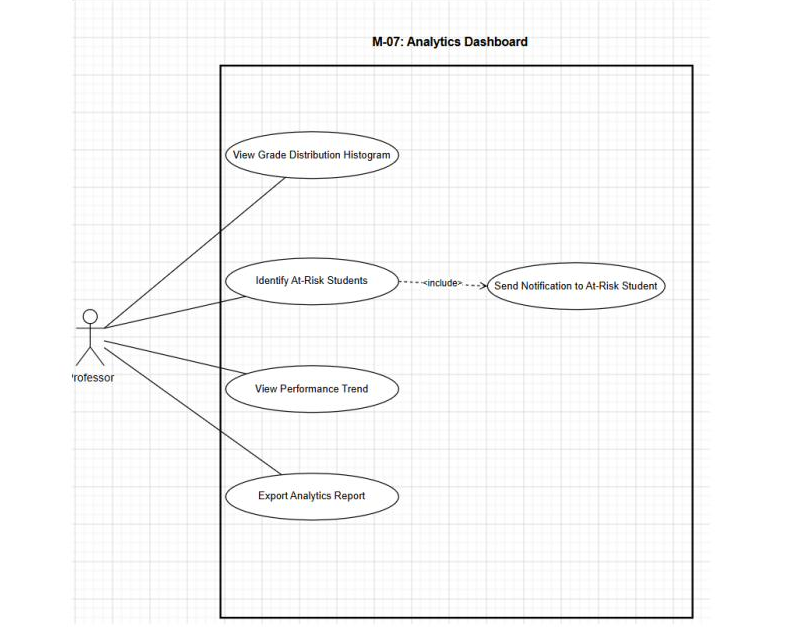 M-07: Analytics Dashboard
View Grade Distribution Histogram
Identify At-Risk Students
<include>
Send Notification to At-Risk Student
rofessor
View Performance Trend
Export Analytics Report